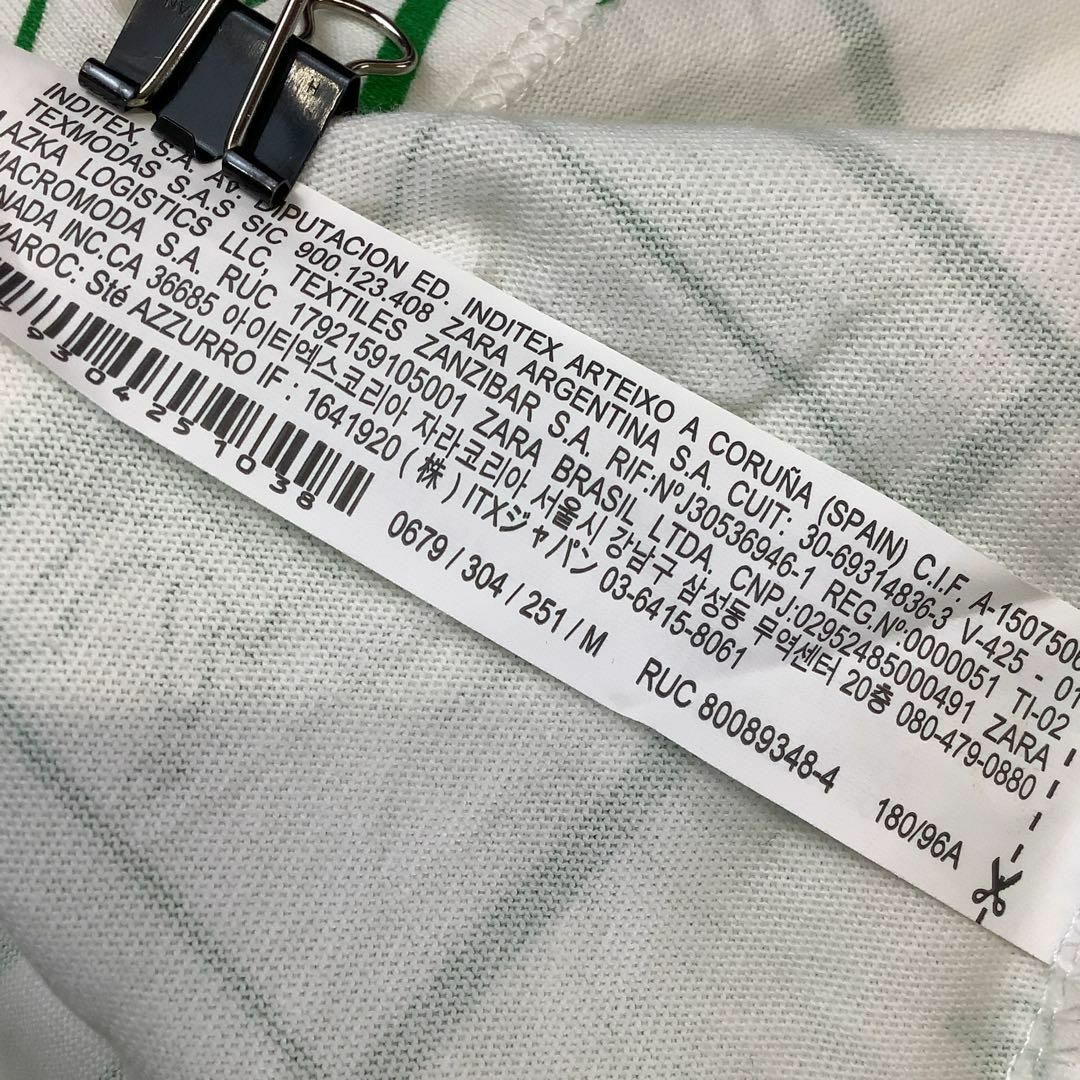 INDITEX, S.A. AV. DIPUTACION ED. INDITEX ARTEIXO A CORUÑA (SPAIN) C.I.F. A-1507506
TEXMODAS S.A.S SIC 900.123.408 ZARA ARGENTINA S.A. CUIT: 30-69314836-3 V-425 - 01
AZKA LOGISTICS LLC, TEXTILES ZANZIBAR S.A. RIF:NºJ30536946-1 REG.Nº:0000051 TI-02
MACROMODA S.A. RUC 1792159105001 ZARA BRASIL LTDA, CNPJ:02952485000491 ZARA
NADA INC.CA 36685 아이티엑스코리아 자라코리아 서울시 강남구 삼성동 무역센터 20층 080-479-0880
MAROC: Sté AZZURRO IF : 1641920 (株) ITXジャパン 03-6415-8061
9304251038
0679 / 304 / 251 / M RUC 80089348-4 180/96A